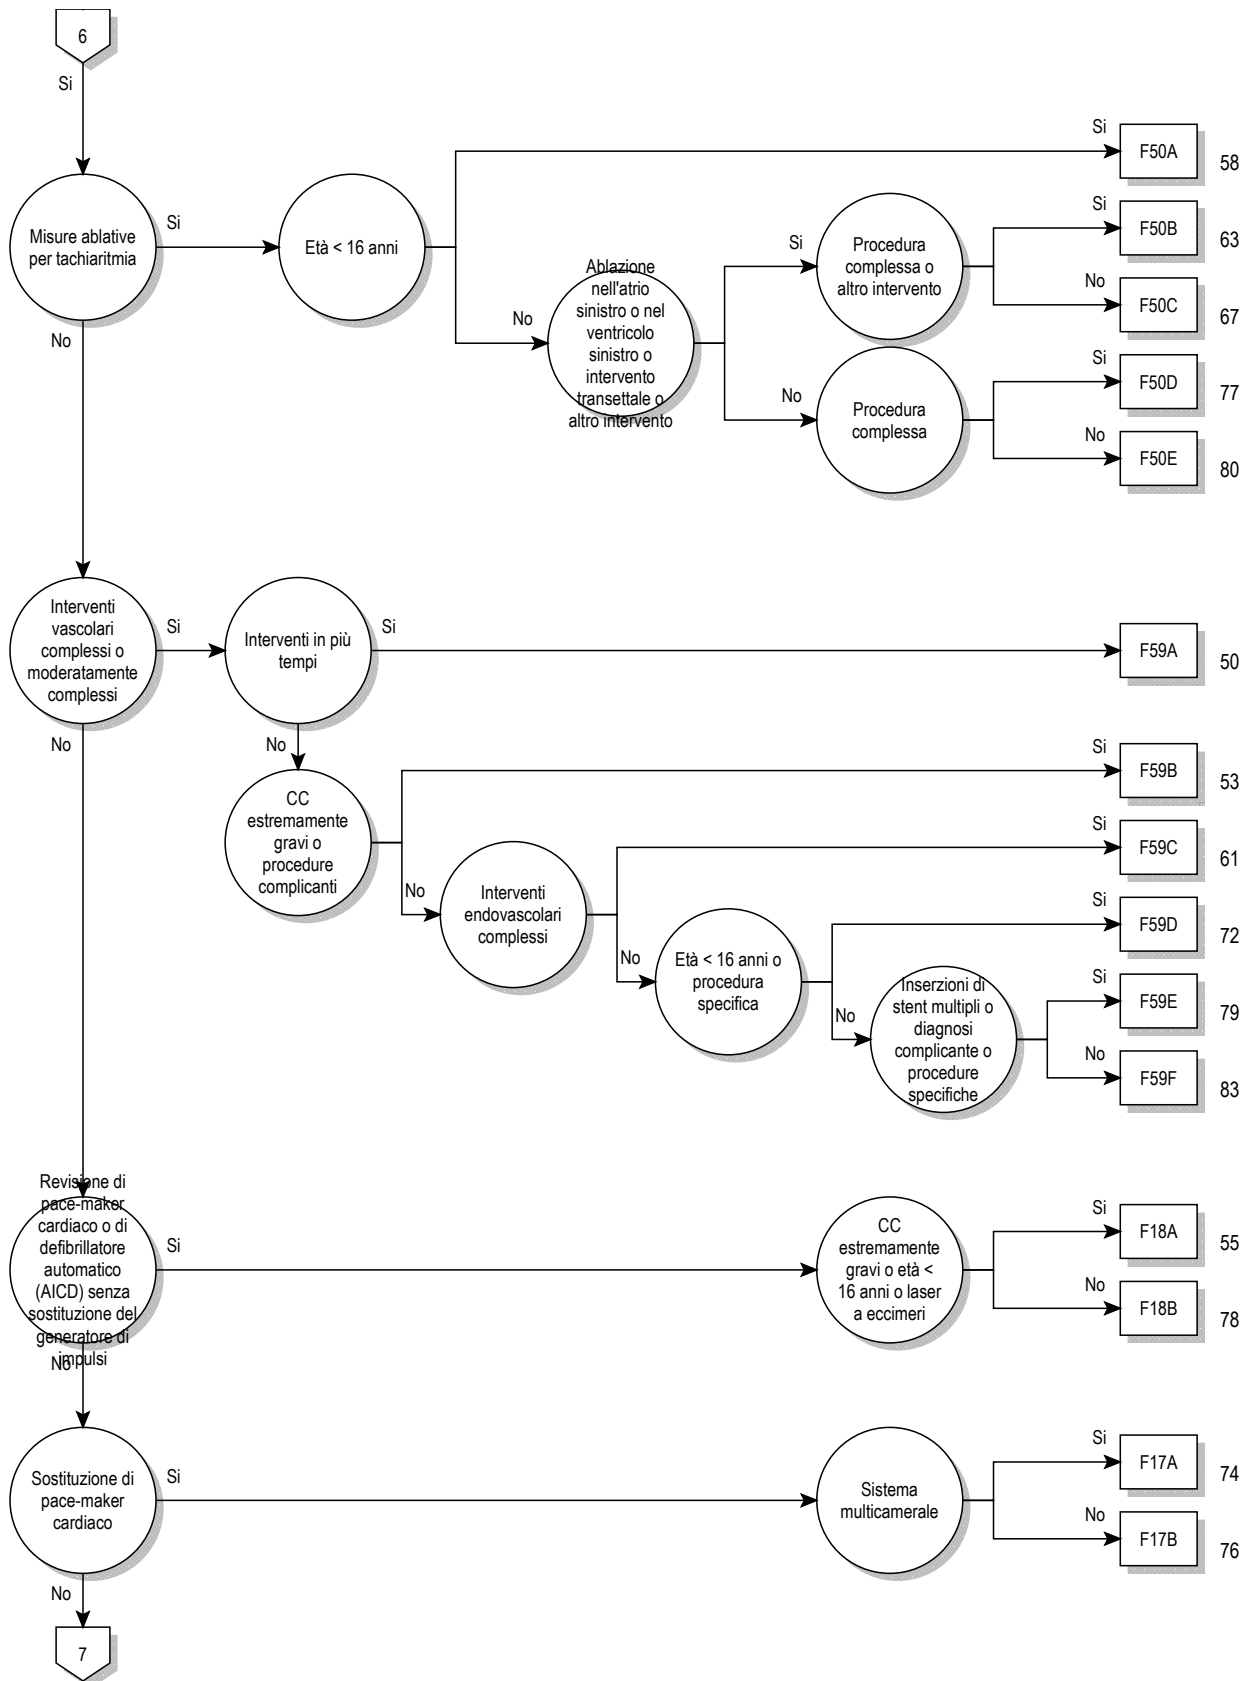 6
Si
Misure ablative
per tachiaritmia
Si
Età < 16 anni
Si
F50A
58
No
Ablazione
nell'atrio
sinistro o nel
ventricolo
sinistro o
intervento
transettale o
altro intervento
Si
Procedura
complessa o
altro intervento
Si
F50B
63
No
F50C
67
No
Procedura
complessa
Si
F50D
77
No
F50E
80
No
Interventi
vascolari
complessi o
moderatamente
complessi
Si
Interventi in più
tempi
Si
F59A
50
No
CC
estremamente
gravi o
procedure
complicanti
Si
F59B
53
No
Interventi
endovascolari
complessi
Si
F59C
61
No
Età < 16 anni o
procedura
specifica
Si
F59D
72
No
Inserzioni di
stent multipli o
diagnosi
complicante o
procedure
specifiche
Si
F59E
79
No
F59F
83
No
Revisione di
pace-maker
cardiaco o di
defibrillatore
automatico
(AICD) senza
sostituzione del
generatore di
impulsi
Si
CC
estremamente
gravi o età <
16 anni o laser
a eccimeri
Si
F18A
55
No
F18B
78
No
Sostituzione di
pace-maker
cardiaco
Si
Sistema
multicamerale
Si
F17A
74
No
F17B
76
No
7